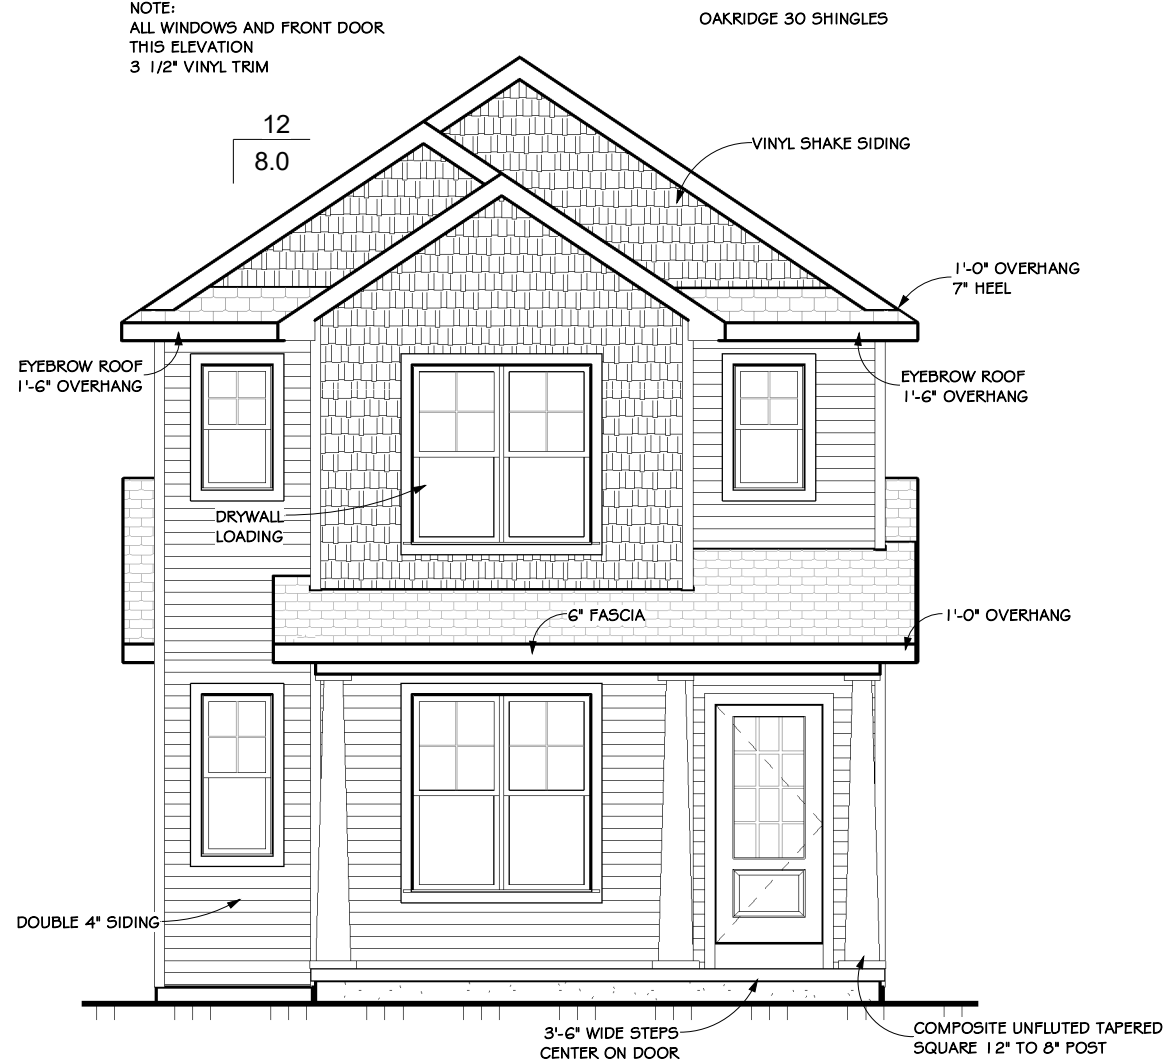 NOTE:
ALL WINDOWS AND FRONT DOOR
THIS ELEVATION
3 1/2" VINYL TRIM
OAKRIDGE 30 SHINGLES
12
8.0
VINYL SHAKE SIDING
1'-0" OVERHANG
7" HEEL
EYEBROW ROOF
1'-6" OVERHANG
EYEBROW ROOF
1'-6" OVERHANG
DRYWALL
LOADING
6" FASCIA
1'-0" OVERHANG
DOUBLE 4" SIDING
3'-6" WIDE STEPS
CENTER ON DOOR
COMPOSITE UNFLUTED TAPERED
SQUARE 12" TO 8" POST